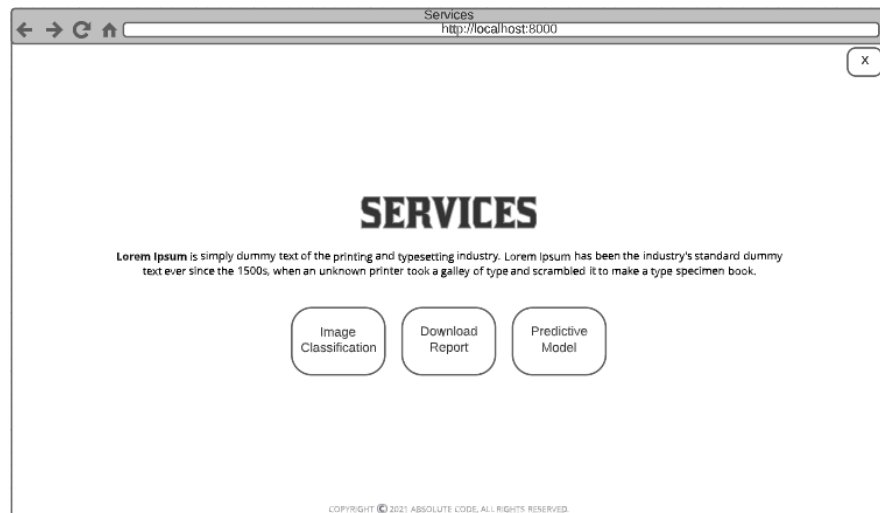 Services
http://localhost:8000
X
SERVICES
Lorem Ipsum is simply dummy text of the printing and typesetting industry. Lorem Ipsum has been the industry's standard dummy
text ever since the 1500s, when an unknown printer took a galley of type and scrambled it to make a type specimen book.
Image
Classification
Download
Report
Predictive
Model
COPYRIGHT © 2021 ABSOLUTE CODE, ALL RIGHTS RESERVED.